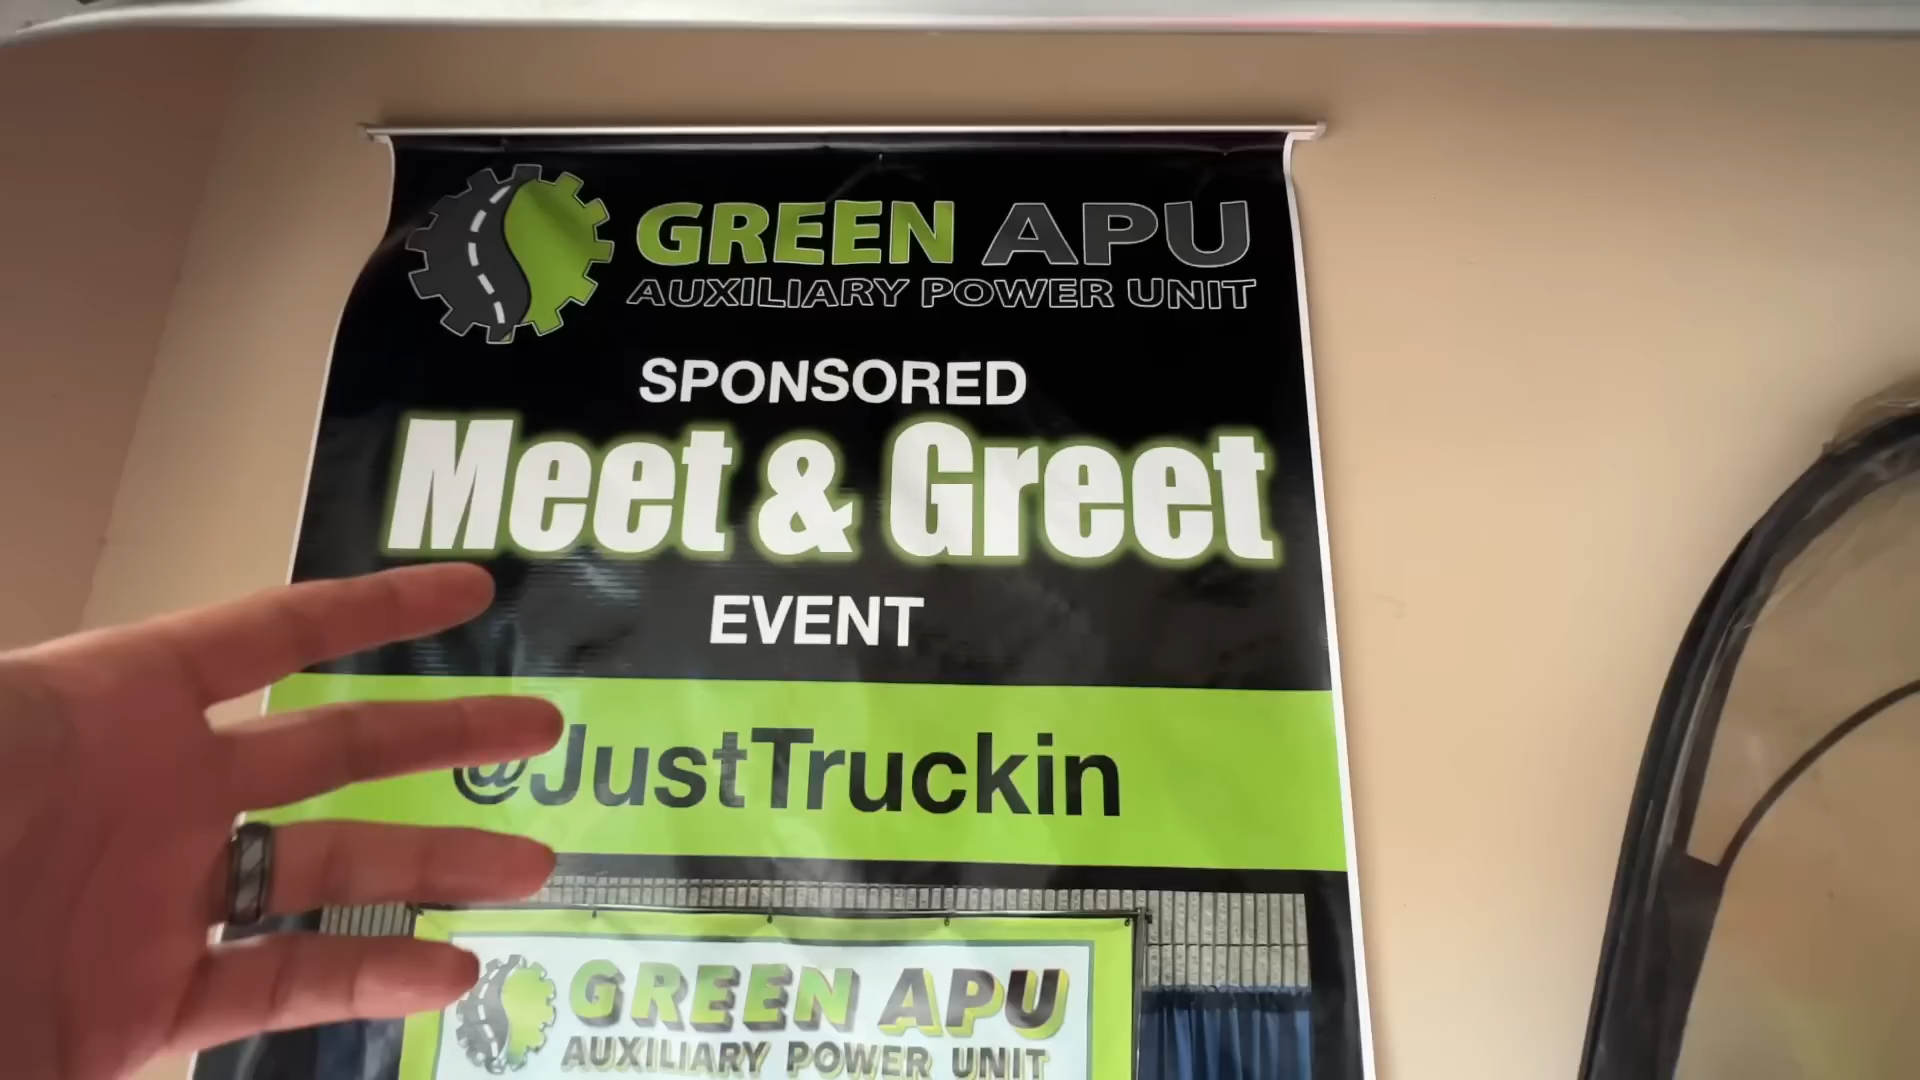 GREEN APU
AUXILIARY POWER UNIT
SPONSORED
Meet & Greet
EVENT
@JustTruckin
GREEN APU
AUXILIARY POWER UNIT